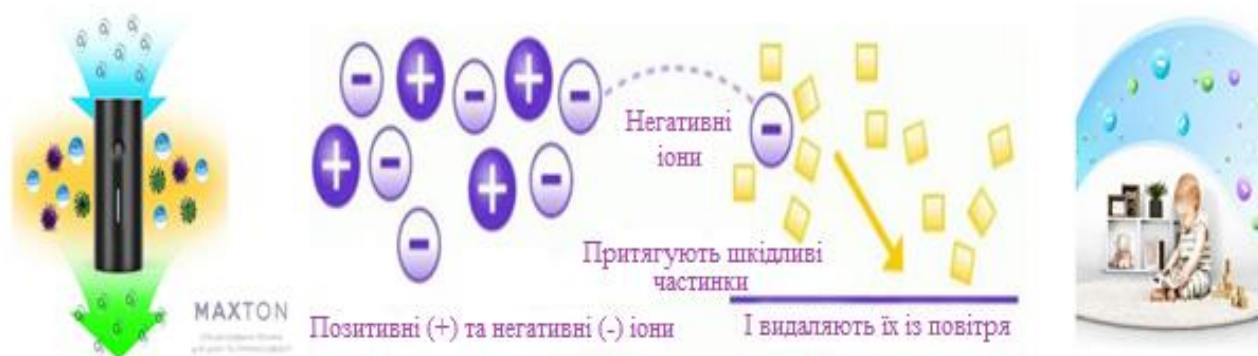 MAXTON
Негативні
іони
Притягують шкідливі
частинки
Позитивні (+) та негативні (-) іони
І видаляють їх із повітря